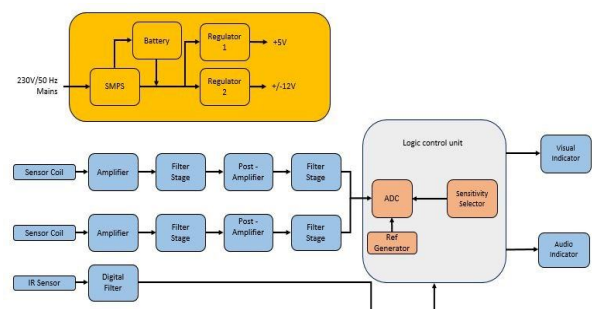 Battery
Regulator
1
+5V
230V/50 Hz
Mains
SMPS
Regulator
2
+/-12V
Logic control unit
Visual
Indicator
Sensor Coil
Amplifier
Filter
Stage
Post -
Amplifier
Filter
Stage
ADC
Sensitivity
Selector
Sensor Coil
Amplifier
Filter
Stage
Post -
Amplifier
Filter
Stage
Ref
Generator
Audio
Indicator
IR Sensor
Digital
Filter